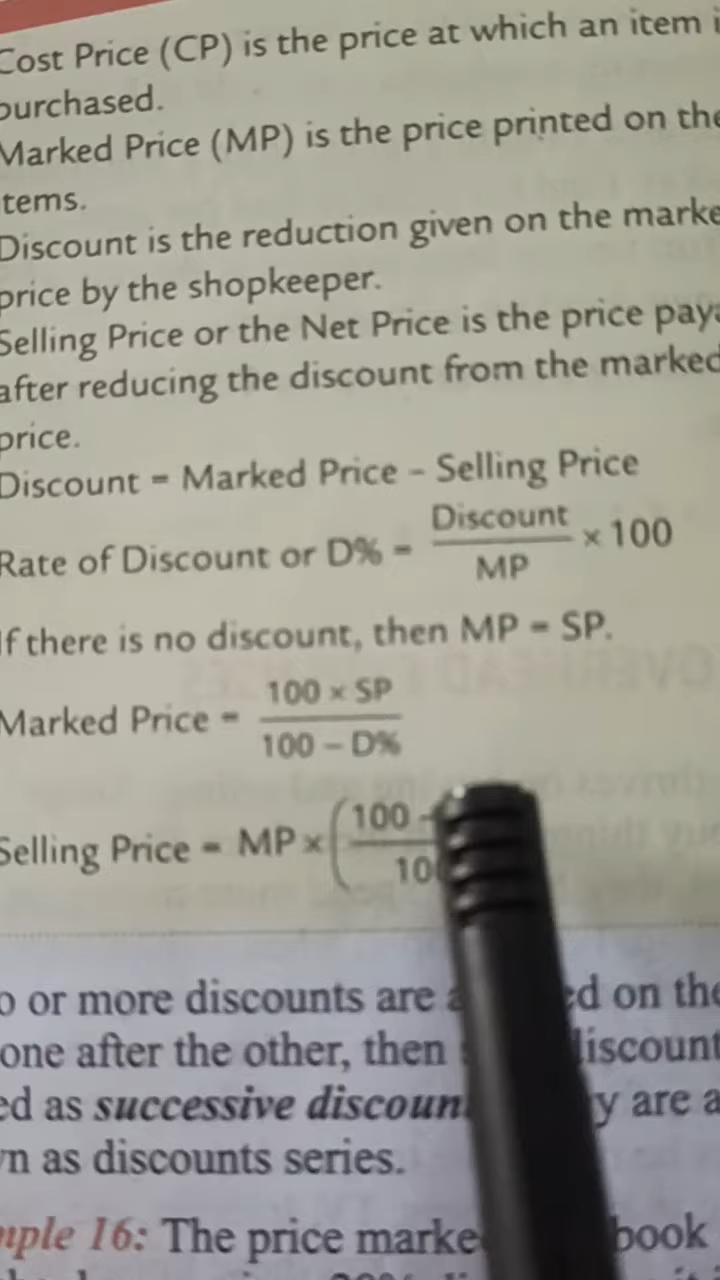 Cost Price (CP) is the price at which an item i
purchased.
Marked Price (MP) is the price printed on the
tems.
Discount is the reduction given on the marke
price by the shopkeeper.
Selling Price or the Net Price is the price paya
after reducing the discount from the marked
price.
Discount = Marked Price - Selling Price
Rate of Discount or D% = Discount / MP × 100
If there is no discount, then MP = SP.
Marked Price = 100 × SP / 100 – D%
Selling Price = MP × (100 - / 10
o or more discounts are a d on the
one after the other, then discount
ed as successive discoun y are a
n as discounts series.
mple 16: The price marke book